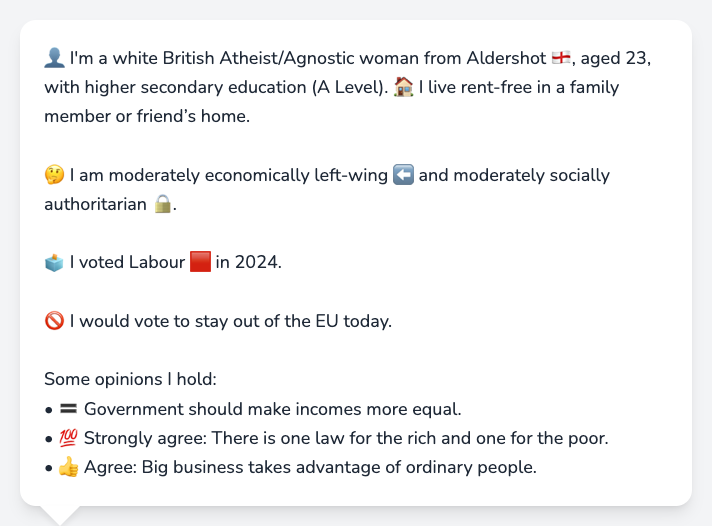 👤 I'm a white British Atheist/Agnostic woman from Aldershot 🏴󠁧󠁢󠁥󠁮󠁧󠁿, aged 23,
with higher secondary education (A Level). 🏠 I live rent-free in a family
member or friend’s home.
🤔 I am moderately economically left-wing ⬅️ and moderately socially
authoritarian 🔒.
🗳️ I voted Labour 🟥 in 2024.
🚫 I would vote to stay out of the EU today.
Some opinions I hold:
• 🟰 Government should make incomes more equal.
• 💯 Strongly agree: There is one law for the rich and one for the poor.
• 👍 Agree: Big business takes advantage of ordinary people.